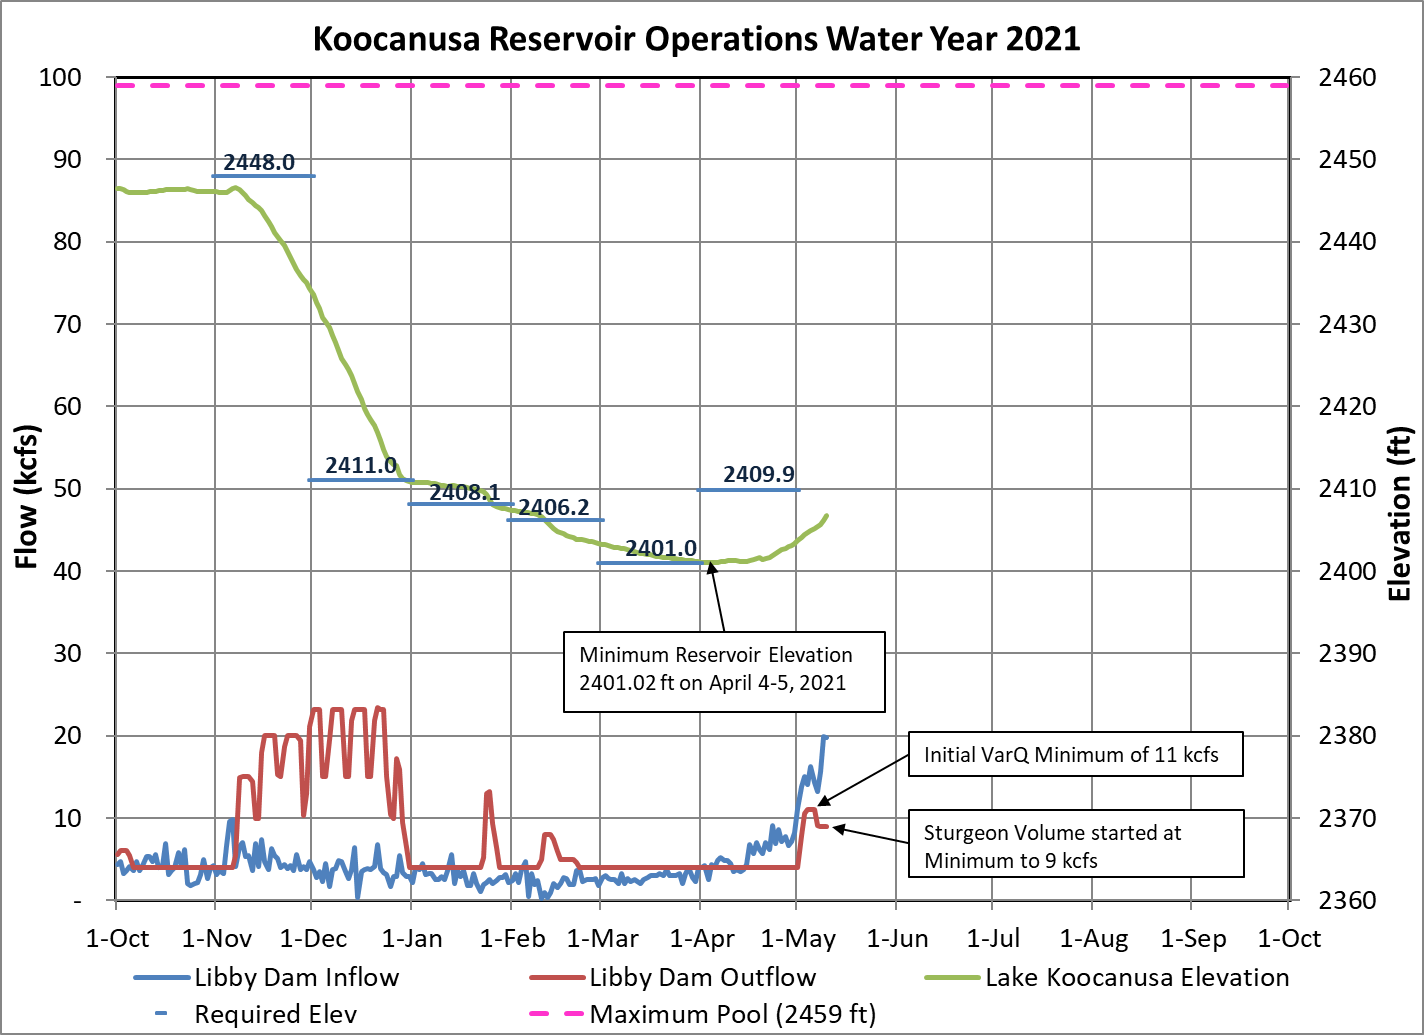 Koocanusa Reservoir Operations Water Year 2021
100
90
80
70
60
50
40
30
20
10
-
Flow (kcfs)
2460
2450
2440
2430
2420
2410
2400
2390
2380
2370
2360
Elevation (ft)
2448.0
2411.0
2408.1
2406.2
2401.0
2409.9
Minimum Reservoir Elevation
2401.02 ft on April 4-5, 2021
Initial VarQ Minimum of 11 kcfs
Sturgeon Volume started at
Minimum to 9 kcfs
1-Oct 1-Nov 1-Dec 1-Jan 1-Feb 1-Mar 1-Apr 1-May 1-Jun 1-Jul 1-Aug 1-Sep 1-Oct
Libby Dam Inflow Libby Dam Outflow Lake Koocanusa Elevation
Required Elev Maximum Pool (2459 ft)